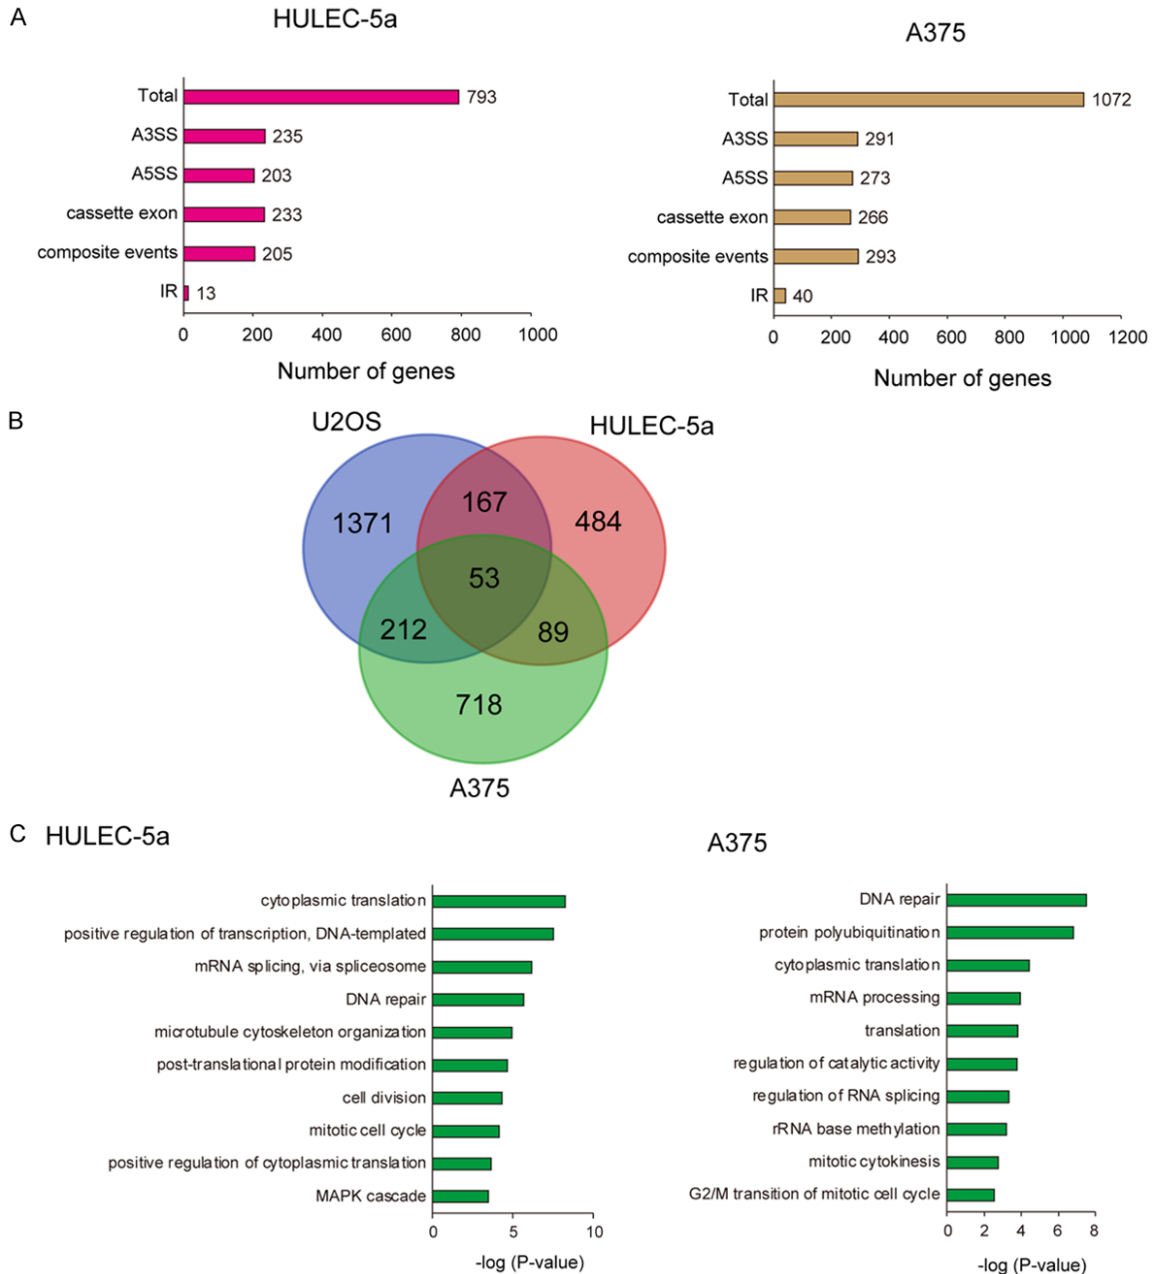 A
HULEC-5a
A375
Total 793
A3SS 235
A5SS 203
cassette exon 233
composite events 205
IR 13
0 200 400 600 800 1000
Number of genes
Total 1072
A3SS 291
A5SS 273
cassette exon 266
composite events 293
IR 40
0 200 400 600 800 1000 1200
Number of genes
B
U2OS
HULEC-5a
1371
167
484
53
212
89
718
A375
C
HULEC-5a
cytoplasmic translation
positive regulation of transcription, DNA-templated
mRNA splicing, via spliceosome
DNA repair
microtubule cytoskeleton organization
post-translational protein modification
cell division
mitotic cell cycle
positive regulation of cytoplasmic translation
MAPK cascade
0 5 10
-log (P-value)
A375
DNA repair
protein polyubiquitination
cytoplasmic translation
mRNA processing
translation
regulation of catalytic activity
regulation of RNA splicing
rRNA base methylation
mitotic cytokinesis
G2/M transition of mitotic cell cycle
0 2 4 6 8
-log (P-value)